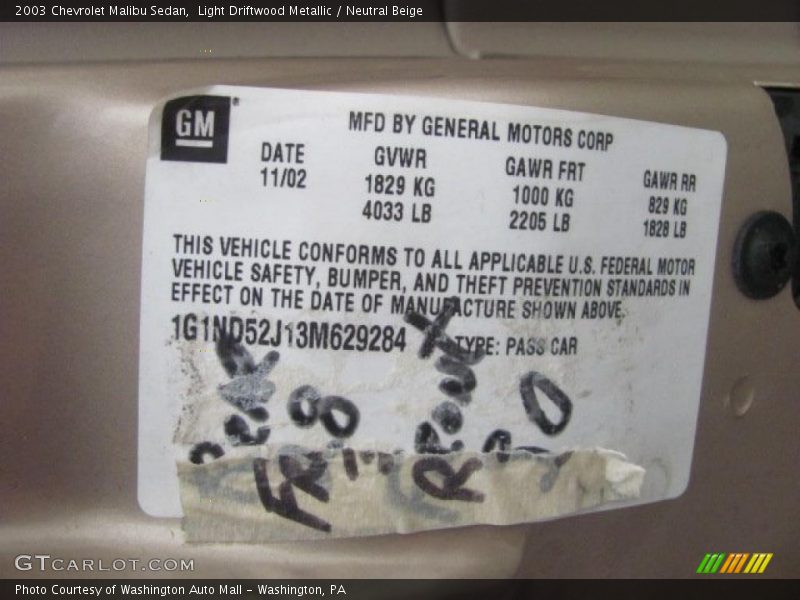 2003 Chevrolet Malibu Sedan,  Light Driftwood Metallic / Neutral Beige
GM
MFD BY GENERAL MOTORS CORP
DATE GVWR GAWR FRT GAWR RR
11/02 1829 KG 1000 KG 829 KG
4033 LB 2205 LB 1828 LB
THIS VEHICLE CONFORMS TO ALL APPLICABLE U.S. FEDERAL MOTOR
VEHICLE SAFETY, BUMPER, AND THEFT PREVENTION STANDARDS IN
EFFECT ON THE DATE OF MANUFACTURE SHOWN ABOVE.
1G1ND52J13M629284 TYPE: PASS CAR
GTCARLOT.COM
Photo Courtesy of Washington Auto Mall - Washington, PA